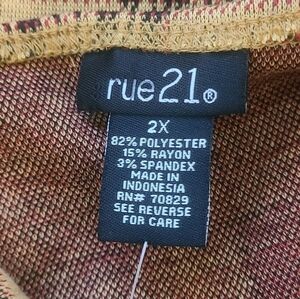 rue21®
2X
82% POLYESTER
15% RAYON
3% SPANDEX
MADE IN
INDONESIA
RN# 70829
SEE REVERSE
FOR CARE